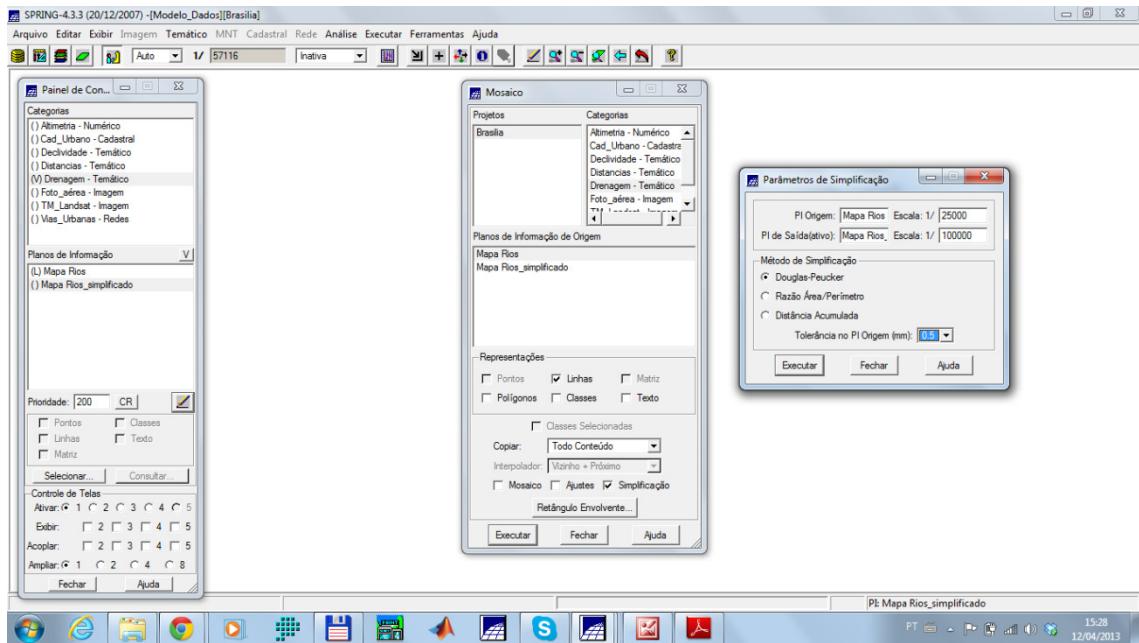 SPRING-4.3.3 (20/12/2007) -[Modelo_Dados][Brasilia]
Arquivo Editar Exibir Imagem Temático MNT Cadastral Rede Análise Executar Ferramentas Ajuda
Auto 1/ 57116 Inativa
Painel de Con...
Categorias
( ) Altimetria - Numérico
( ) Cad_Urbano - Cadastral
( ) Declividade - Temático
( ) Distancias - Temático
(V) Drenagem - Temático
( ) Foto_aérea - Imagem
( ) TM_Landsat - Imagem
( ) Vias_Urbanas - Redes
Planos de Informação V
(L) Mapa Rios
( ) Mapa Rios_simplificado
Prioridade: 200 CR
Pontos Classes
Linhas Texto
Matriz
Selecionar... Consultar...
Controle de Telas
Ativar: 1 2 3 4 5
Exibir: 2 3 4 5
Acoplar: 2 3 4 5
Ampliar: 1 2 4 8
Fechar Ajuda
Mosaico
Projetos Categorias
Brasilia
Altimetria - Numérico
Cad_Urbano - Cadastra
Declividade - Temático
Distancias - Temático
Drenagem - Temático
Foto_aérea - Imagem
TM_Landsat - Imagem
Planos de Informação de Origem
Mapa Rios
Mapa Rios_simplificado
Representações
Pontos Linhas Matriz
Polígonos Classes Texto
Classes Selecionadas
Copiar: Todo Conteúdo
Interpolador: Vizinho + Próximo
Mosaico Ajustes Simplificação
Retângulo Envolvente...
Executar Fechar Ajuda
Parâmetros de Simplificação
PI Origem: Mapa Rios Escala: 1/ 25000
PI de Saída(ativo): Mapa Rios_ Escala: 1/ 100000
Método de Simplificação
Douglas-Peucker
Razão Área/Perímetro
Distância Acumulada
Tolerância no PI Origem (mm): 0.5
Executar Fechar Ajuda
PI: Mapa Rios_simplificado
PT 15:28
12/04/2013